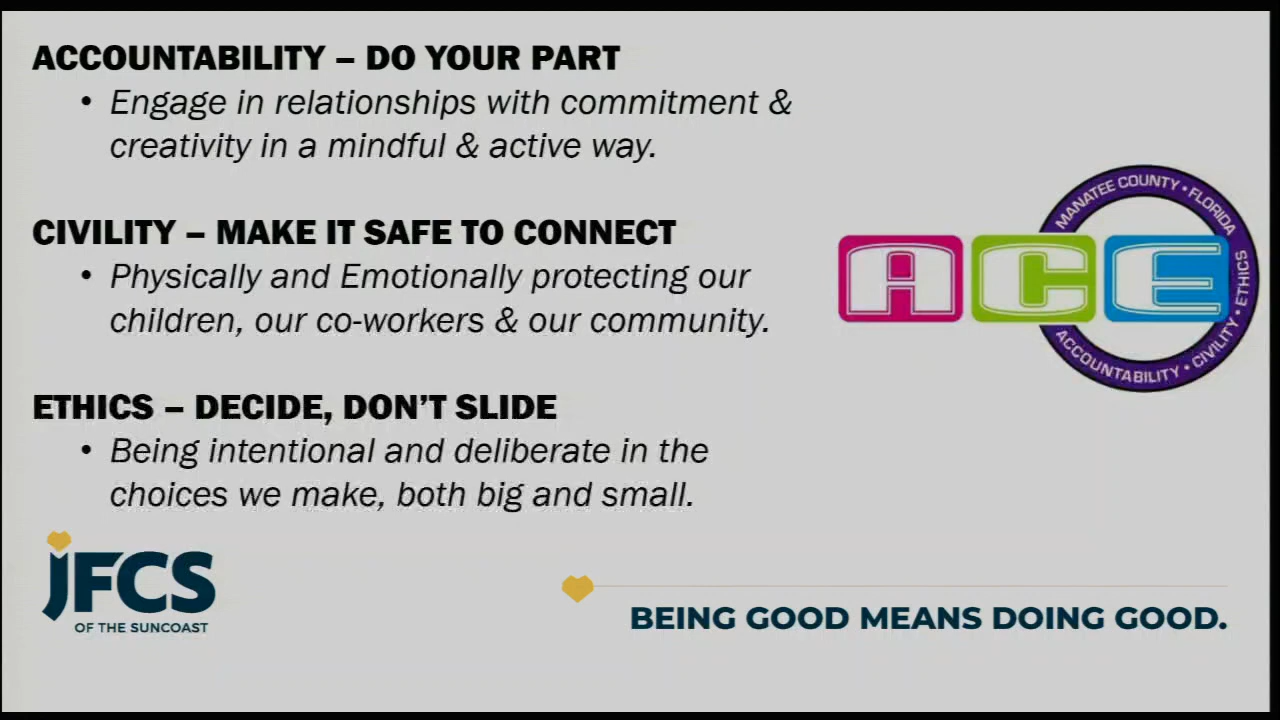 ACCOUNTABILITY – DO YOUR PART
• Engage in relationships with commitment &
creativity in a mindful & active way.
CIVILITY – MAKE IT SAFE TO CONNECT
• Physically and Emotionally protecting our
children, our co-workers & our community.
ETHICS – DECIDE, DON’T SLIDE
• Being intentional and deliberate in the
choices we make, both big and small.
MANATEE COUNTY • FLORIDA
ACE
ACCOUNTABILITY • CIVILITY • ETHICS
jFCS
OF THE SUNCOAST
BEING GOOD MEANS DOING GOOD.